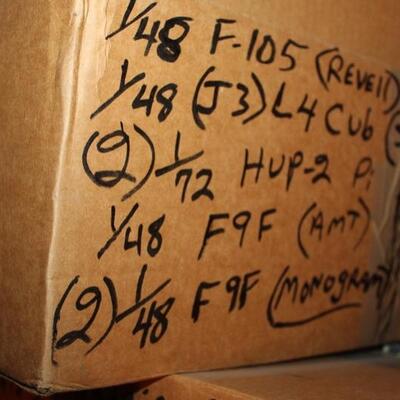 1/48 F-105 (REVEll)
1/48 (J3) L4 CUB (
(2) 1/72 HUP-2 Pi
1/48 F9F (AMT)
(2) 1/48 F9F (MONOGRAM)